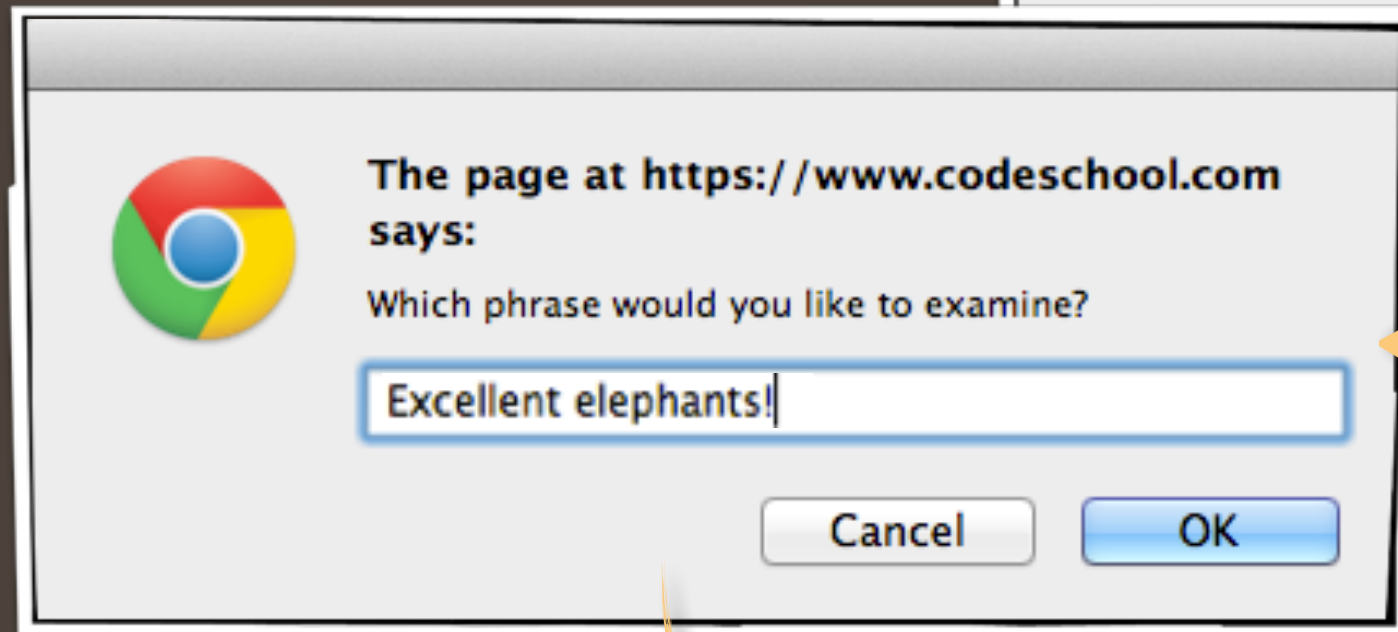 The page at https://www.codeschool.com
says:
Which phrase would you like to examine?
Excellent elephants!
Cancel OK